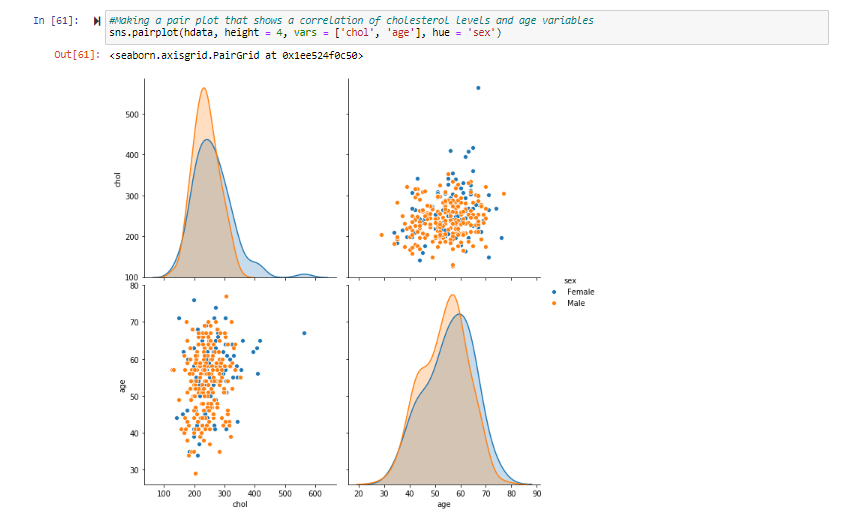 In [61]:
#Making a pair plot that shows a correlation of cholesterol levels and age variables
sns.pairplot(hdata, height = 4, vars = ['chol', 'age'], hue = 'sex')
Out[61]: <seaborn.axisgrid.PairGrid at 0x1ee524f0c50>
500
400
300
200
100
chol
80
70
60
50
40
30
age
100 200 300 400 500 600
chol
20 30 40 50 60 70 80 90
age
sex
Female
Male